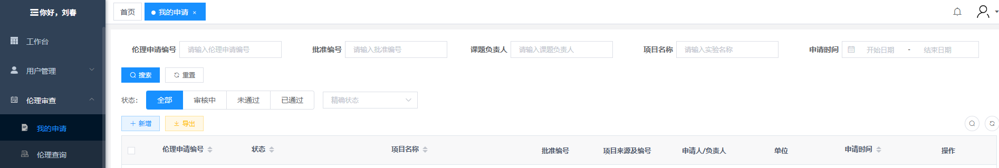 你好，刘春
首页
我的申请 ×
工作台
用户管理
伦理审查
我的申请
伦理查询
伦理申请编号 请输入伦理申请编号 批准编号 请输入批准编号 课题负责人 请输入课题负责人 项目名称 请输入实验名称 申请时间 开始日期 - 结束日期
搜索 重置
状态： 全部 审核中 未通过 已通过 精确状态
+ 新增 导出
伦理申请编号 状态 项目名称 批准编号 项目来源及编号 申请人/负责人 单位 申请时间 操作